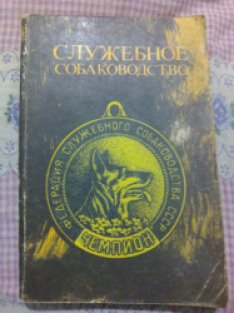 СЛУЖЕБНОЕ
СОБАКОВОДСТВО
ФЕДЕРАЦИЯ СЛУЖЕБНОГО СОБАКОВОДСТВА СССР
ЧЕМПИОН